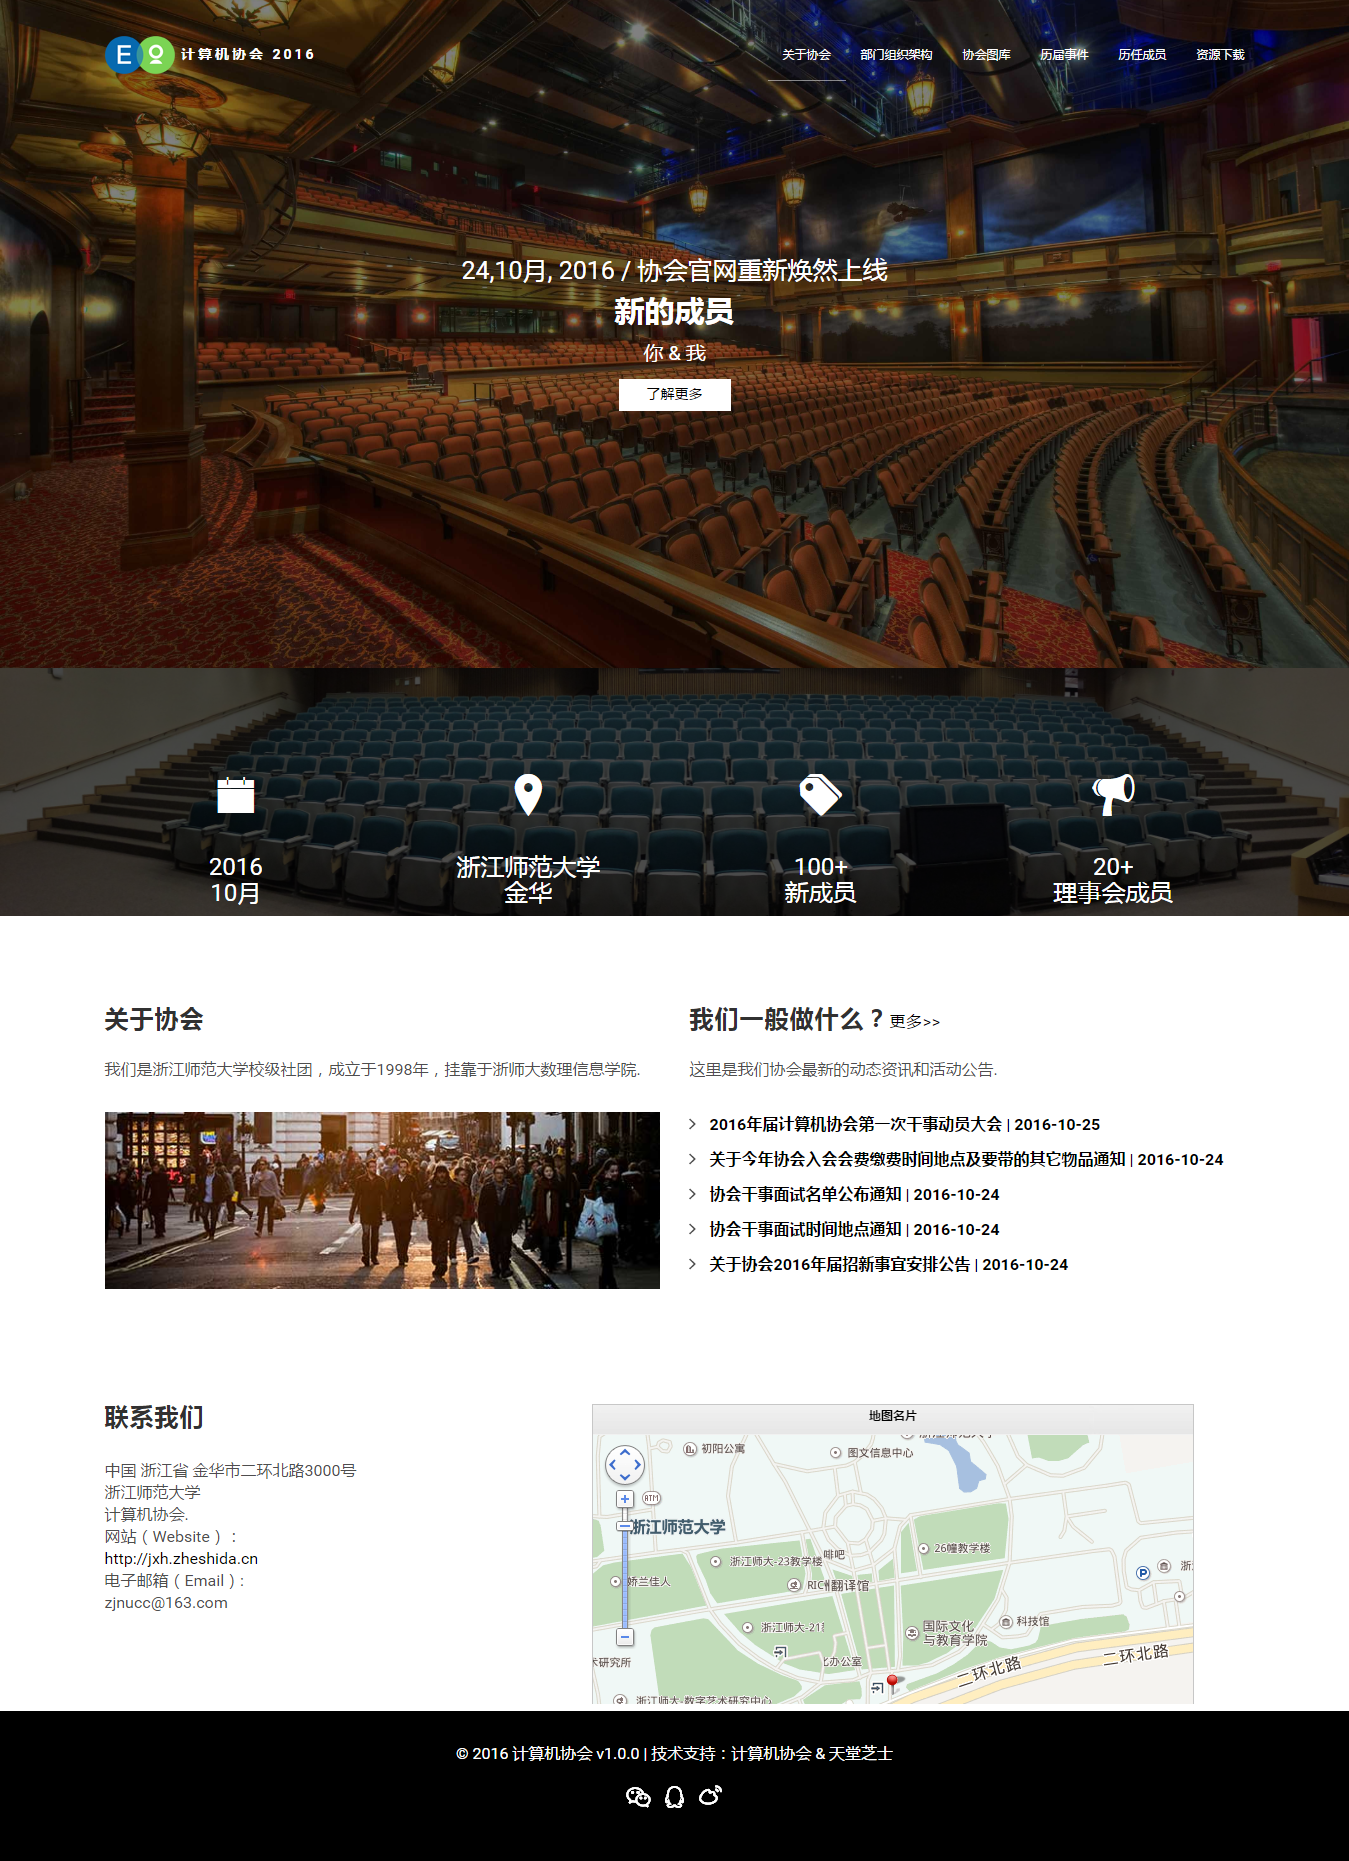 EO 计算机协会 2016
关于协会 部门组织架构 协会图库 历届事件 历任成员 资源下载
24,10月, 2016 / 协会官网重新焕然上线
新的成员
你 & 我
了解更多
2016
10月
浙江师范大学
金华
100+
新成员
20+
理事会成员
关于协会
我们是浙江师范大学校级社团，成立于1998年，挂靠于浙师大数理信息学院.
我们一般做什么？更多>>
这里是我们协会最新的动态资讯和活动公告.
2016年届计算机协会第一次干事动员大会 | 2016-10-25
关于今年协会入会会费缴费时间地点及要带的其它物品通知 | 2016-10-24
协会干事面试名单公布通知 | 2016-10-24
协会干事面试时间地点通知 | 2016-10-24
关于协会2016年届招新事宜安排公告 | 2016-10-24
联系我们
中国 浙江省 金华市二环北路3000号
浙江师范大学
计算机协会.
网站（Website）：
http://jxh.zheshida.cn
电子邮箱（Email）:
zjnucc@163.com
地图名片
初阳公寓
图文信息中心
ATM
浙江师范大学
26幢教学楼
浙江师大-23教学楼
啡吧
娇兰佳人
RICH翻译馆
P
浙江师大-21
国际文化
与教育学院
科技馆
北办公室
术研究所
二环北路
二环北路
浙江师大-数字艺术研究中心
© 2016 计算机协会 v1.0.0 | 技术支持：计算机协会 & 天堂芝士